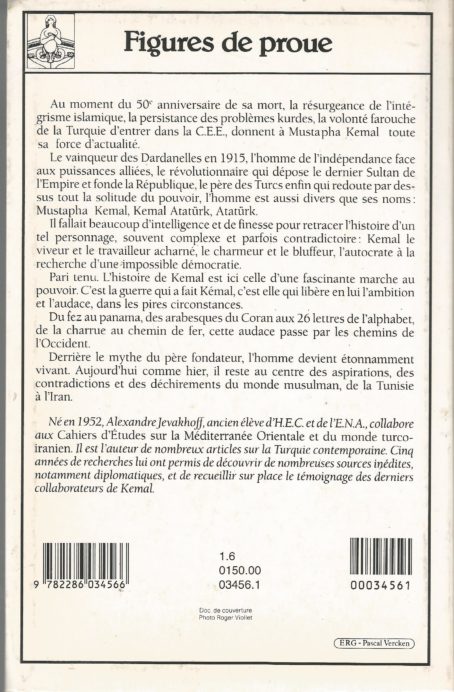 Figures de proue
Au moment du 50e anniversaire de sa mort, la résurgence de l'inté-
grisme islamique, la persistance des problèmes kurdes, la volonté farouche
de la Turquie d'entrer dans la C.E.E., donnent à Mustapha Kemal toute
sa force d'actualité.
Le vainqueur des Dardanelles en 1915, l'homme de l'indépendance face
aux puissances alliées, le révolutionnaire qui dépose le dernier Sultan de
l'Empire et fonde la République, le père des Turcs enfin qui redoute par des-
sus tout la solitude du pouvoir, l'homme est aussi divers que ses noms :
Mustapha Kemal, Kemal Atatürk, Atatürk.
Il fallait beaucoup d'intelligence et de finesse pour retracer l'histoire d'un
tel personnage, souvent complexe et parfois contradictoire : Kemal le
viveur et le travailleur acharné, le charmeur et le bluffeur, l'autocrate à la
recherche d'une impossible démocratie.
Pari tenu. L'histoire de Kemal est ici celle d'une fascinante marche au
pouvoir. C'est la guerre qui a fait Kémal, c'est elle qui libère en lui l'ambition
et l'audace, dans les pires circonstances.
Du fez au panama, des arabesques du Coran aux 26 lettres de l'alphabet,
de la charrue au chemin de fer, cette audace passe par les chemins de
l'Occident.
Derrière le mythe du père fondateur, l'homme devient étonnamment
vivant. Aujourd'hui comme hier, il reste au centre des aspirations, des
contradictions et des déchirements du monde musulman, de la Tunisie
à l'Iran.
Né en 1952, Alexandre Jevakhoff, ancien élève d'H.E.C. et de l'E.N.A., collabore
aux Cahiers d'Études sur la Méditerranée Orientale et du monde turco-
iranien. Il est l'auteur de nombreux articles sur la Turquie contemporaine. Cinq
années de recherches lui ont permis de découvrir de nombreuses sources inédites,
notamment diplomatiques, et de recueillir sur place le témoignage des derniers
collaborateurs de Kemal.
9 782286 034566
1.6
0150.00
03456.1
00034561
Doc. de couverture
Photo Roger Viollet
ERG - Pascal Vercken